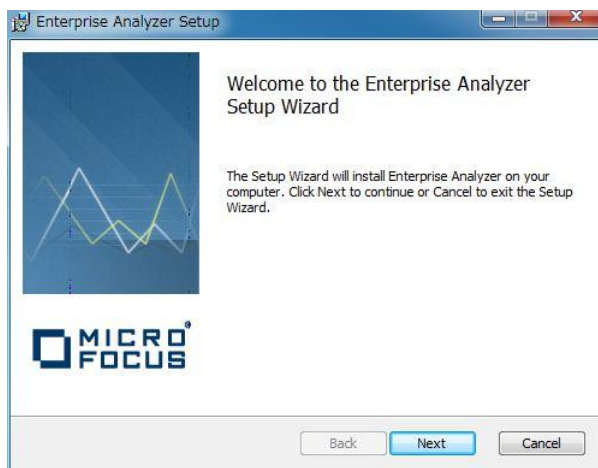 Enterprise Analyzer Setup
Welcome to the Enterprise Analyzer
Setup Wizard
The Setup Wizard will install Enterprise Analyzer on your
computer. Click Next to continue or Cancel to exit the Setup
Wizard.
MICRO
FOCUS
Back Next Cancel